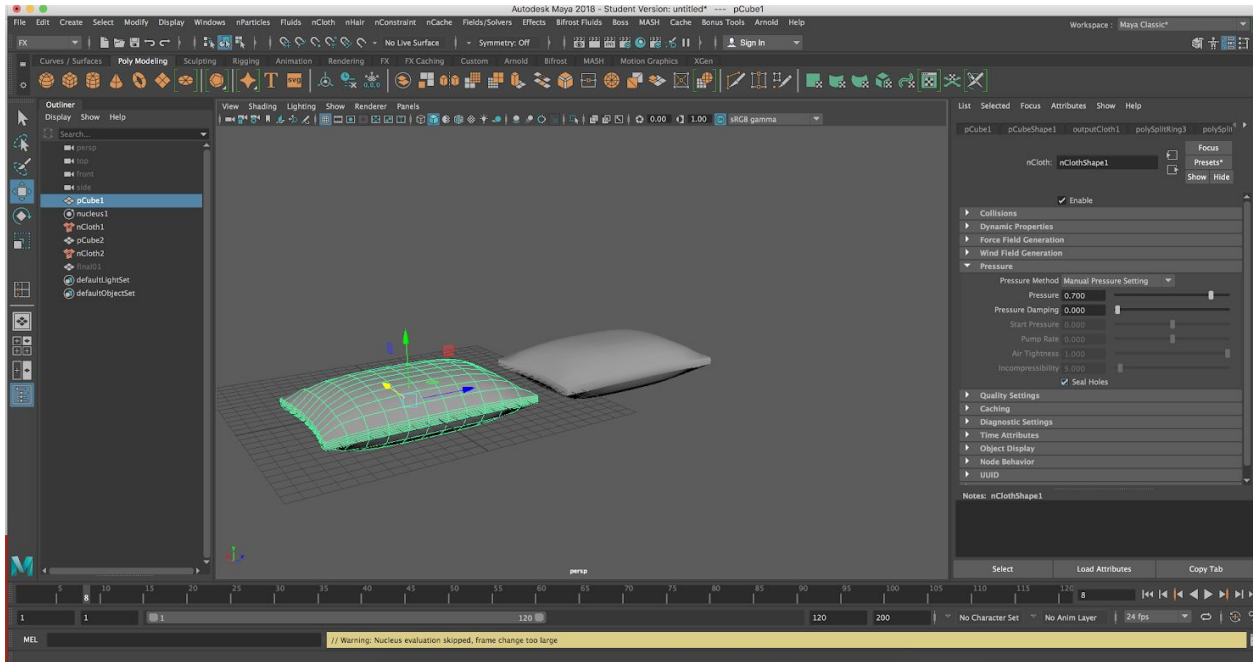 Autodesk Maya 2018 - Student Version: untitled* --- pCube1
File Edit Create Select Modify Display Windows nParticles Fluids nCloth nHair nConstraint nCache Fields/Solvers Effects Bifrost Fluids Boss MASH Cache Bonus Tools Arnold Help Workspace : Maya Classic*
FX No Live Surface Symmetry: Off Sign In
Curves / Surfaces Poly Modeling Sculpting Rigging Animation Rendering FX FX Caching Custom Arnold Bifrost MASH Motion Graphics XGen
T svg 0,0,0
Outliner
Display Show Help
Search...
persp
top
front
side
pCube1
nucleus1
nCloth1
pCube2
nCloth2
final01
defaultLightSet
defaultObjectSet
View Shading Lighting Show Renderer Panels
0.00 1.00 sRGB gamma
persp
List Selected Focus Attributes Show Help
pCube1 pCubeShape1 outputCloth1 polySplitRing3 polySplit
Focus
nCloth: nClothShape1 Presets*
Show Hide
Enable
Collisions
Dynamic Properties
Force Field Generation
Wind Field Generation
Pressure
Pressure Method Manual Pressure Setting
Pressure 0.700
Pressure Damping 0.000
Start Pressure 0.000
Pump Rate 0.000
Air Tightness 1.000
Incompressibility 5.000
Seal Holes
Quality Settings
Caching
Diagnostic Settings
Time Attributes
Object Display
Node Behavior
UUID
Notes: nClothShape1
Select Load Attributes Copy Tab
5 8 10 15 20 25 30 35 40 45 50 55 60 65 70 75 80 85 90 95 100 105 110 115 120 8
1 1 1 120 120 200 No Character Set No Anim Layer 24 fps
MEL // Warning: Nucleus evaluation skipped, frame change too large